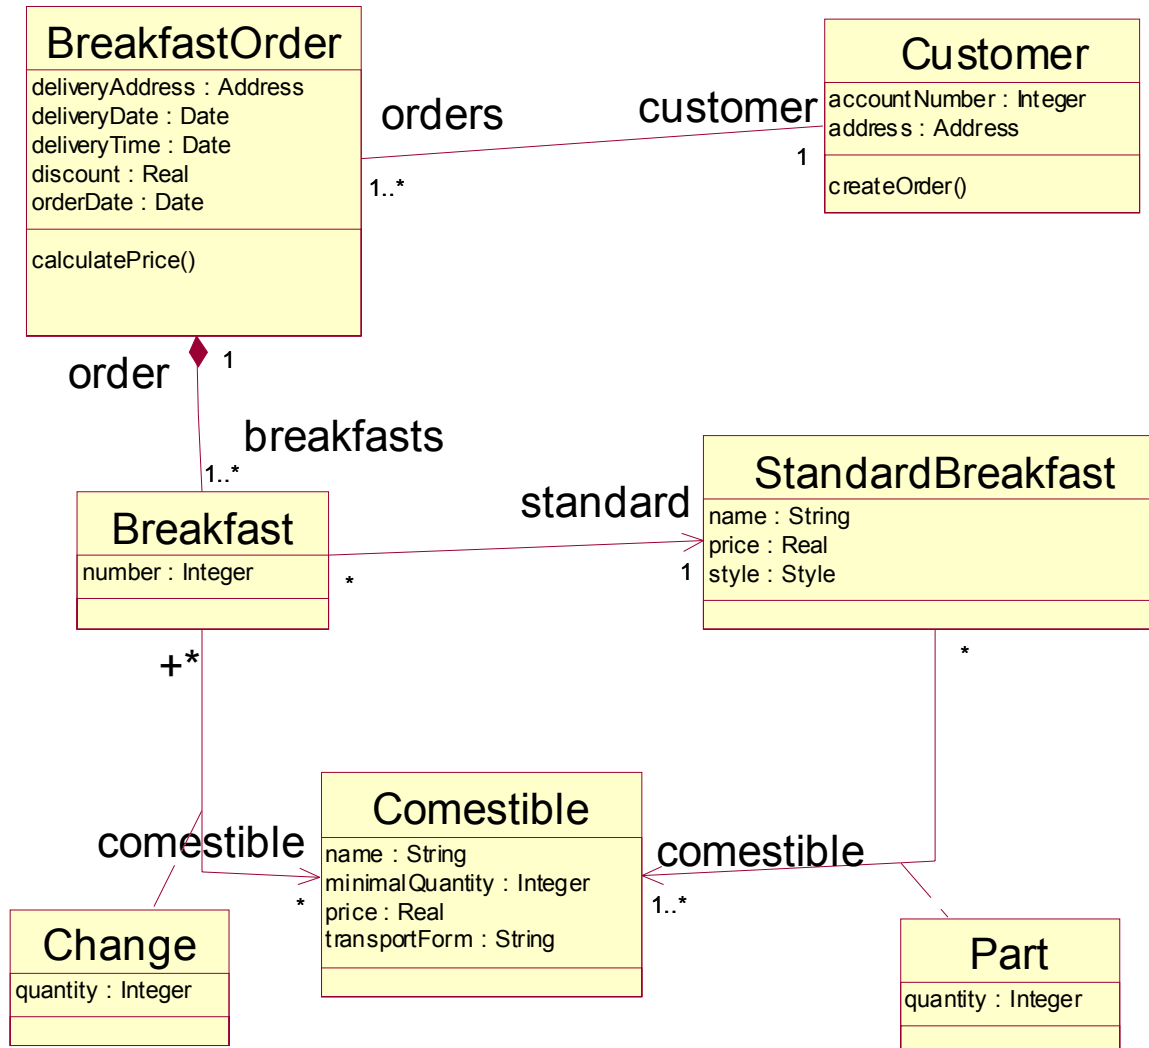 BreakfastOrder
deliveryAddress : Address
deliveryDate : Date
deliveryTime : Date
discount : Real
orderDate : Date
calculatePrice()
orders
1..*
customer
1
Customer
accountNumber : Integer
address : Address
createOrder()
order
1
breakfasts
1..*
Breakfast
number : Integer
*
standard
1
StandardBreakfast
name : String
price : Real
style : Style
+*
*
comestible
*
Comestible
name : String
minimalQuantity : Integer
price : Real
transportForm : String
comestible
1..*
Change
quantity : Integer
Part
quantity : Integer